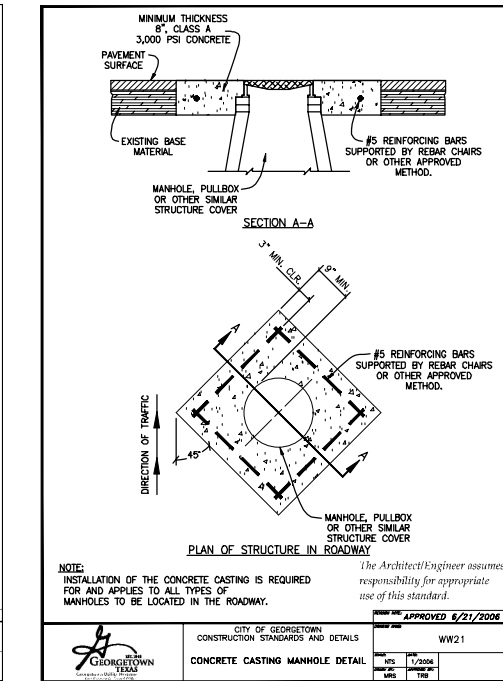 MINIMUM THICKNESS
8", CLASS A
3,000 PSI CONCRETE
PAVEMENT
SURFACE
EXISTING BASE
MATERIAL
#5 REINFORCING BARS
SUPPORTED BY REBAR CHAIRS
OR OTHER APPROVED
METHOD.
MANHOLE, PULLBOX
OR OTHER SIMILAR
STRUCTURE COVER
SECTION A-A
3" MIN. CLR.
9" MIN.
A
#5 REINFORCING BARS
SUPPORTED BY REBAR CHAIRS
OR OTHER APPROVED
METHOD.
DIRECTION OF TRAFFIC
45°
A
MANHOLE, PULLBOX
OR OTHER SIMILAR
STRUCTURE COVER
PLAN OF STRUCTURE IN ROADWAY
NOTE:
INSTALLATION OF THE CONCRETE CASTING IS REQUIRED
FOR AND APPLIES TO ALL TYPES OF
MANHOLES TO BE LOCATED IN THE ROADWAY.
The Architect/Engineer assumes
responsibility for appropriate
use of this standard.
APPROVED 6/21/2006
GEORGETOWN
TEXAS
CITY OF GEORGETOWN
CONSTRUCTION STANDARDS AND DETAILS
CONCRETE CASTING MANHOLE DETAIL
WW21
NTS
1/2006
MRS
TRB